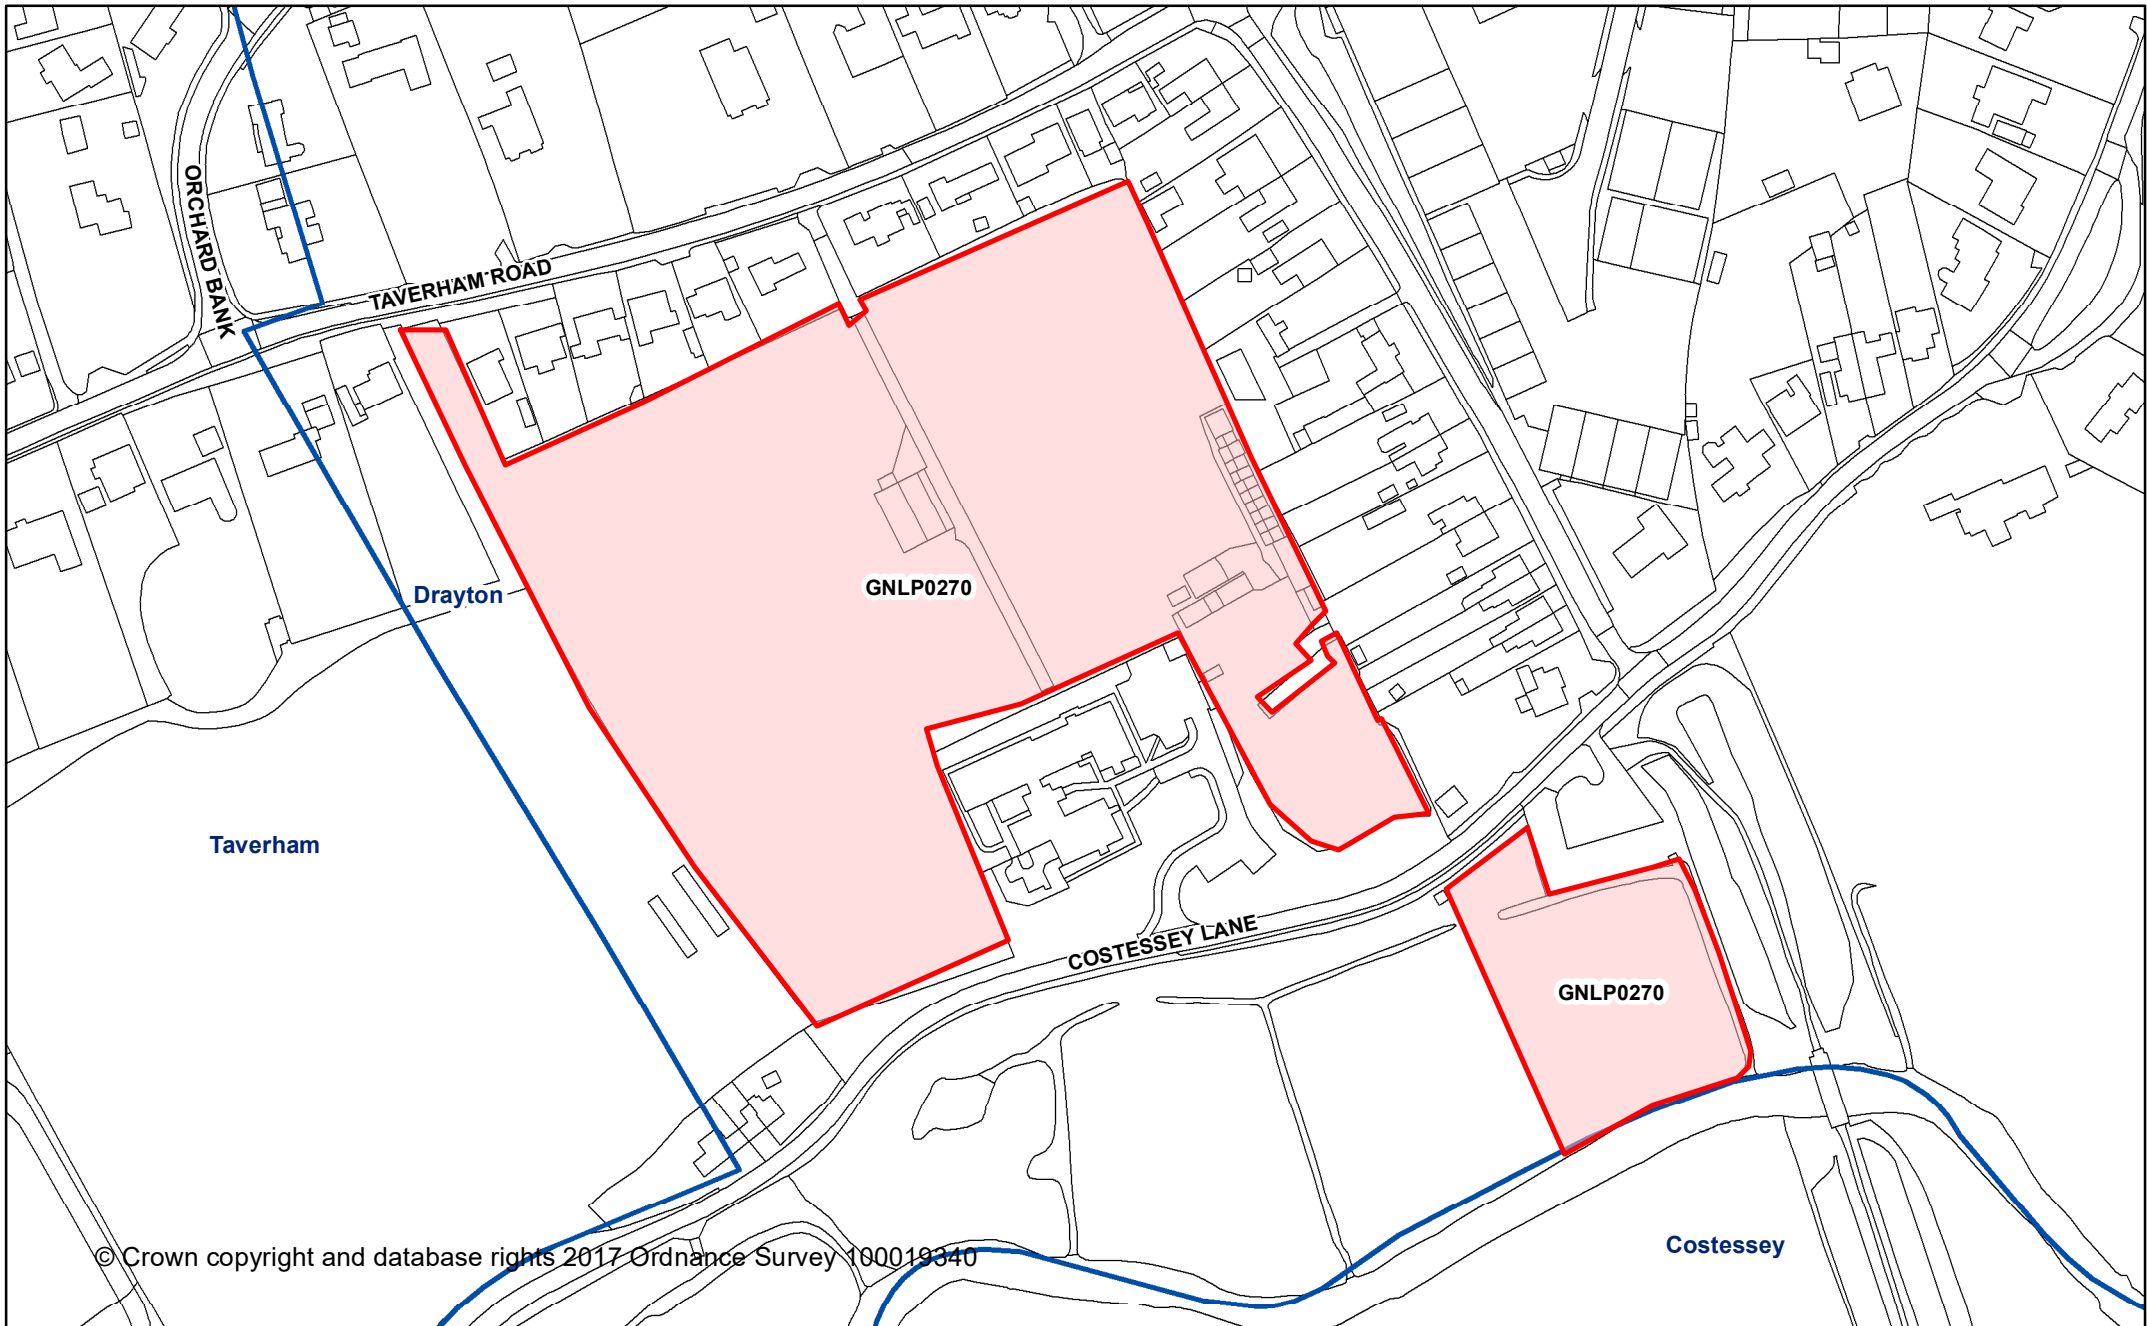 ORCHARD BANK
TAVERHAM ROAD
GNLP0270
Drayton
Taverham
COSTESSEY LANE
GNLP0270
Costessey
© Crown copyright and database rights 2017 Ordnance Survey 100019340